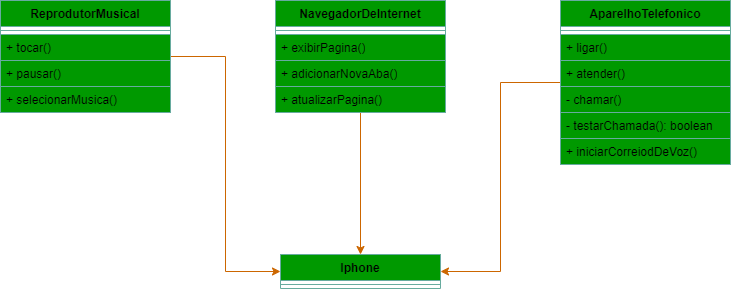 ReprodutorMusical
+ tocar()
+ pausar()
+ selecionarMusica()
NavegadorDeInternet
+ exibirPagina()
+ adicionarNovaAba()
+ atualizarPagina()
AparelhoTelefonico
+ ligar()
+ atender()
- chamar()
- testarChamada(): boolean
+ iniciarCorreiodDeVoz()
Iphone